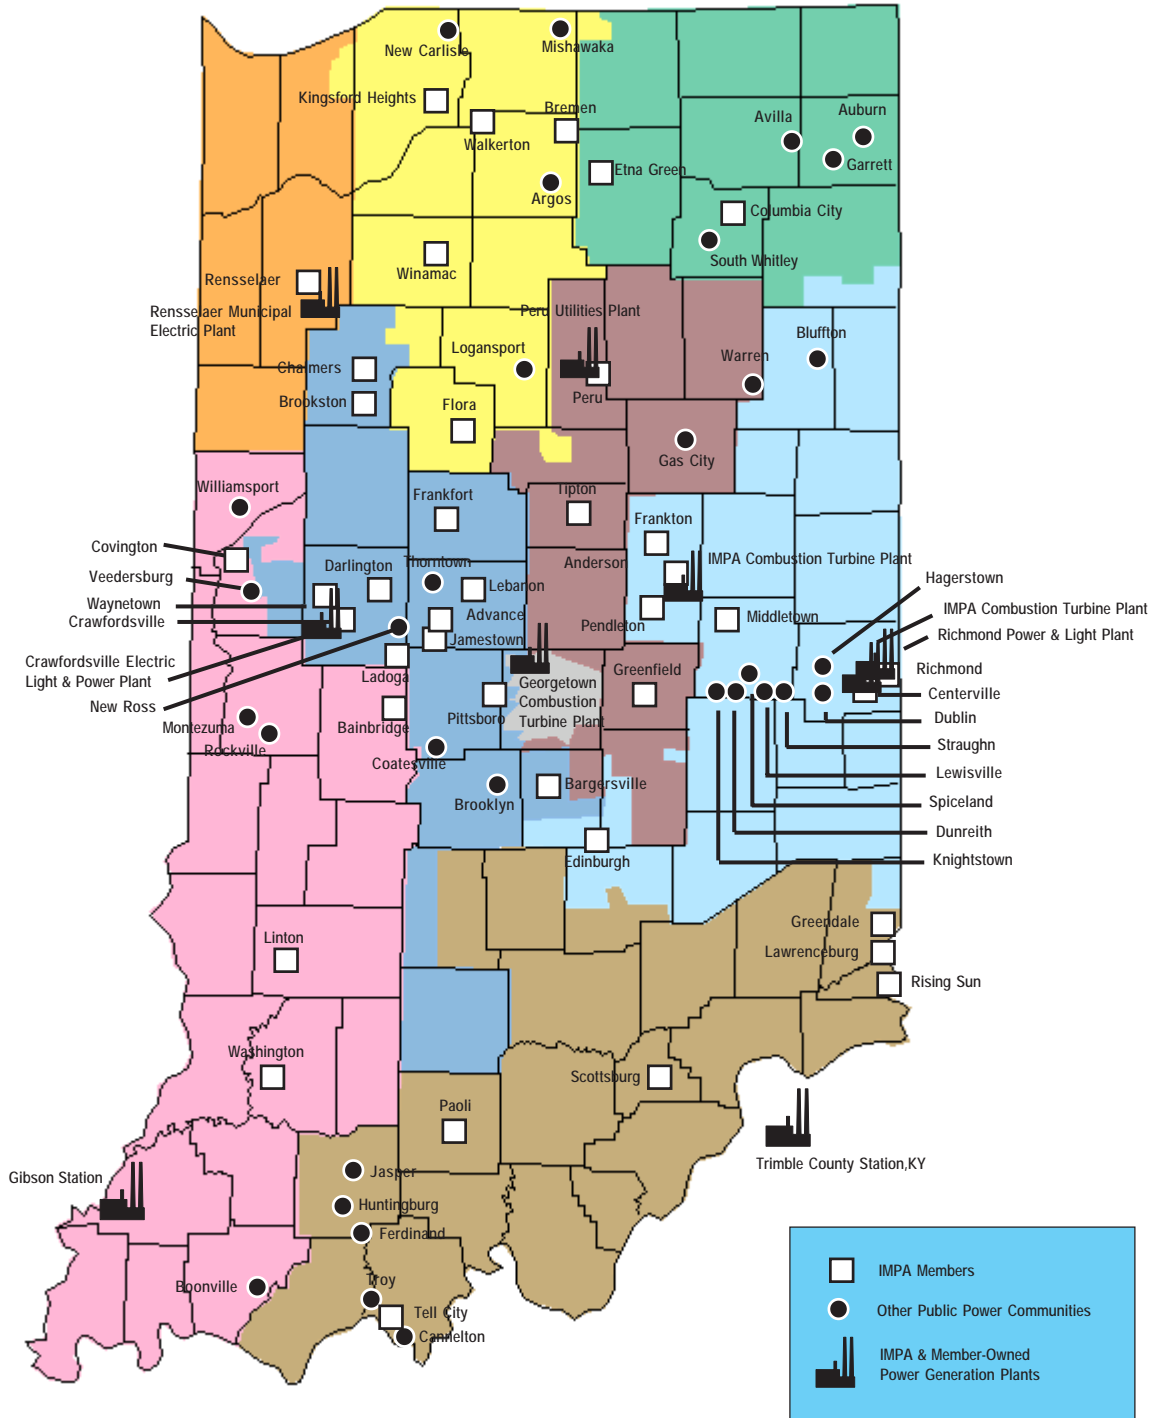 New Carlisle
Mishawaka
Kingsford Heights
Bremen
Walkerton
Avilla
Auburn
Garrett
Etna Green
Argos
Columbia City
South Whitley
Winamac
Rensselaer
Rensselaer Municipal
Electric Plant
Peru Utilities Plant
Logansport
Bluffton
Warren
Chalmers
Brookston
Peru
Flora
Gas City
Williamsport
Frankfort
Tipton
Frankton
Covington
Veedersburg
Waynetown
Crawfordsville
Darlington
Thorntown
Lebanon
Anderson
IMPA Combustion Turbine Plant
Hagerstown
IMPA Combustion Turbine Plant
Richmond Power & Light Plant
Advance
Pendleton
Middletown
Jamestown
Crawfordsville Electric
Light & Power Plant
Ladoga
Greenfield
Richmond
Centerville
New Ross
Georgetown
Combustion
Turbine Plant
Pittsboro
Bainbridge
Montezuma
Rockville
Dublin
Straughn
Coatesville
Lewisville
Bargersville
Brooklyn
Spiceland
Dunreith
Edinburgh
Knightstown
Greendale
Lawrenceburg
Linton
Rising Sun
Washington
Scottsburg
Paoli
Trimble County Station,KY
Gibson Station
Jasper
Huntingburg
Ferdinand
Boonville
Troy
Tell City
Cannelton
IMPA Members
Other Public Power Communities
IMPA & Member-Owned
Power Generation Plants